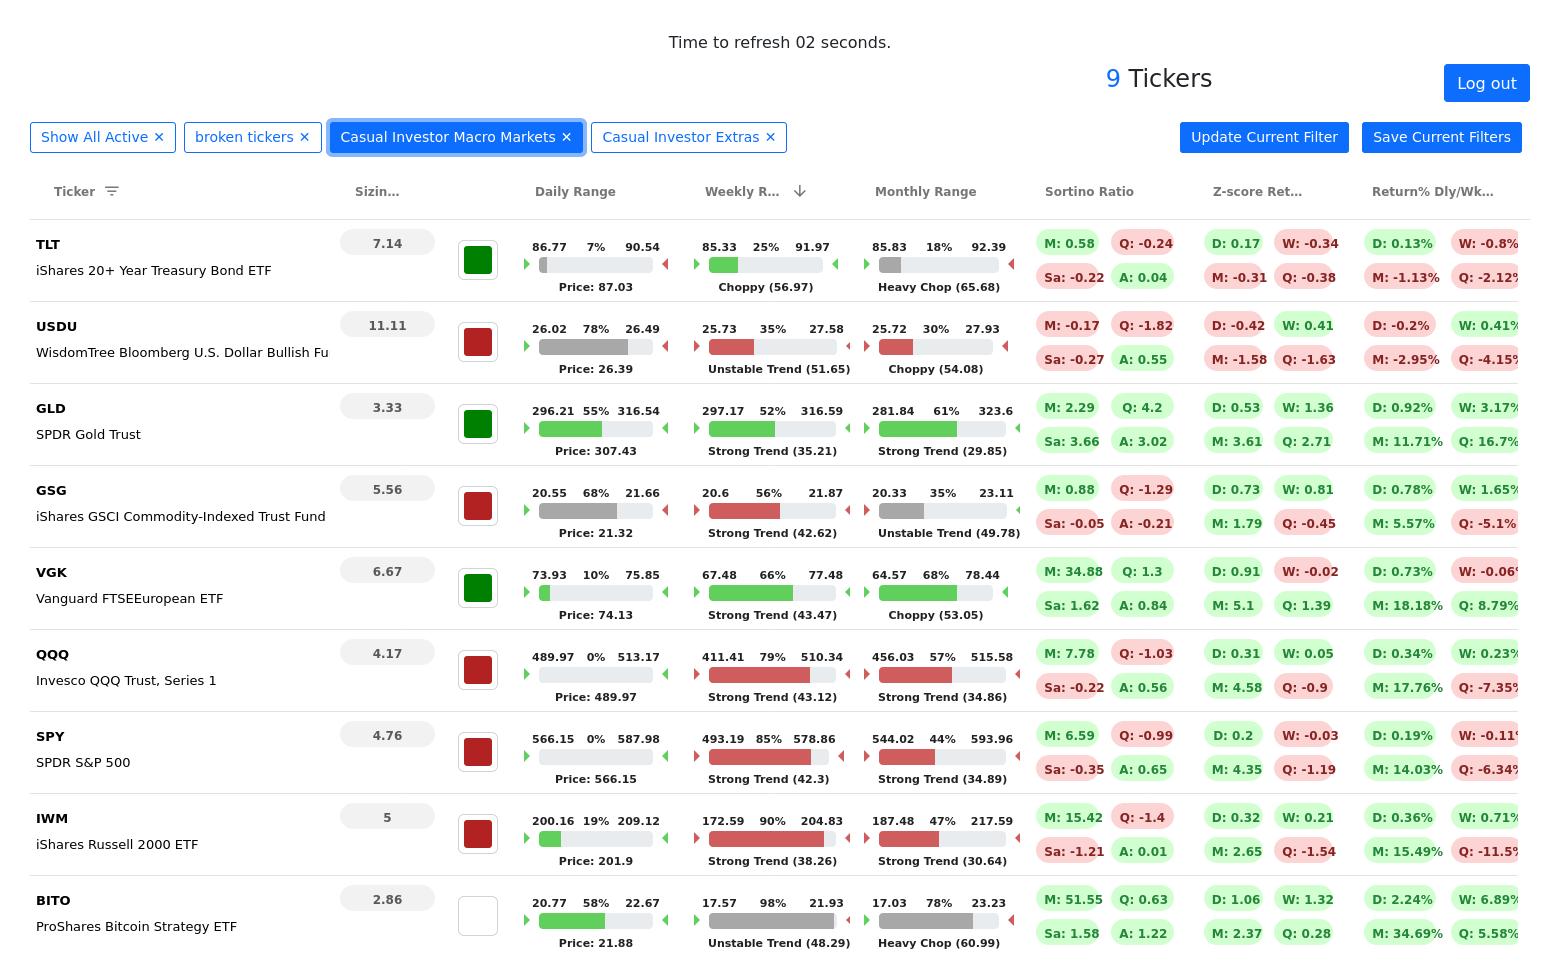 Time to refresh 02 seconds.
9 Tickers
Log out
Show All Active ✕ broken tickers ✕ Casual Investor Macro Markets ✕ Casual Investor Extras ✕ Update Current Filter Save Current Filters
Ticker Sizin… Daily Range Weekly R… Monthly Range Sortino Ratio Z-score Ret… Return% Dly/Wk…
TLT 7.14 86.77 7% 90.54 85.33 25% 91.97 85.83 18% 92.39 M: 0.58 Q: -0.24 D: 0.17 W: -0.34 D: 0.13% W: -0.8%
iShares 20+ Year Treasury Bond ETF Price: 87.03 Choppy (56.97) Heavy Chop (65.68) Sa: -0.22 A: 0.04 M: -0.31 Q: -0.38 M: -1.13% Q: -2.12%
USDU 11.11 26.02 78% 26.49 25.73 35% 27.58 25.72 30% 27.93 M: -0.17 Q: -1.82 D: -0.42 W: 0.41 D: -0.2% W: 0.41%
WisdomTree Bloomberg U.S. Dollar Bullish Fu Price: 26.39 Unstable Trend (51.65) Choppy (54.08) Sa: -0.27 A: 0.55 M: -1.58 Q: -1.63 M: -2.95% Q: -4.15%
GLD 3.33 296.21 55% 316.54 297.17 52% 316.59 281.84 61% 323.6 M: 2.29 Q: 4.2 D: 0.53 W: 1.36 D: 0.92% W: 3.17%
SPDR Gold Trust Price: 307.43 Strong Trend (35.21) Strong Trend (29.85) Sa: 3.66 A: 3.02 M: 3.61 Q: 2.71 M: 11.71% Q: 16.7%
GSG 5.56 20.55 68% 21.66 20.6 56% 21.87 20.33 35% 23.11 M: 0.88 Q: -1.29 D: 0.73 W: 0.81 D: 0.78% W: 1.65%
iShares GSCI Commodity-Indexed Trust Fund Price: 21.32 Strong Trend (42.62) Unstable Trend (49.78) Sa: -0.05 A: -0.21 M: 1.79 Q: -0.45 M: 5.57% Q: -5.1%
VGK 6.67 73.93 10% 75.85 67.48 66% 77.48 64.57 68% 78.44 M: 34.88 Q: 1.3 D: 0.91 W: -0.02 D: 0.73% W: -0.06%
Vanguard FTSEEuropean ETF Price: 74.13 Strong Trend (43.47) Choppy (53.05) Sa: 1.62 A: 0.84 M: 5.1 Q: 1.39 M: 18.18% Q: 8.79%
QQQ 4.17 489.97 0% 513.17 411.41 79% 510.34 456.03 57% 515.58 M: 7.78 Q: -1.03 D: 0.31 W: 0.05 D: 0.34% W: 0.23%
Invesco QQQ Trust, Series 1 Price: 489.97 Strong Trend (43.12) Strong Trend (34.86) Sa: -0.22 A: 0.56 M: 4.58 Q: -0.9 M: 17.76% Q: -7.35%
SPY 4.76 566.15 0% 587.98 493.19 85% 578.86 544.02 44% 593.96 M: 6.59 Q: -0.99 D: 0.2 W: -0.03 D: 0.19% W: -0.11%
SPDR S&P 500 Price: 566.15 Strong Trend (42.3) Strong Trend (34.89) Sa: -0.35 A: 0.65 M: 4.35 Q: -1.19 M: 14.03% Q: -6.34%
IWM 5 200.16 19% 209.12 172.59 90% 204.83 187.48 47% 217.59 M: 15.42 Q: -1.4 D: 0.32 W: 0.21 D: 0.36% W: 0.71%
iShares Russell 2000 ETF Price: 201.9 Strong Trend (38.26) Strong Trend (30.64) Sa: -1.21 A: 0.01 M: 2.65 Q: -1.54 M: 15.49% Q: -11.5%
BITO 2.86 20.77 58% 22.67 17.57 98% 21.93 17.03 78% 23.23 M: 51.55 Q: 0.63 D: 1.06 W: 1.32 D: 2.24% W: 6.89%
ProShares Bitcoin Strategy ETF Price: 21.88 Unstable Trend (48.29) Heavy Chop (60.99) Sa: 1.58 A: 1.22 M: 2.37 Q: 0.28 M: 34.69% Q: 5.58%